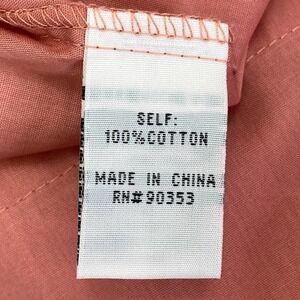 SELF:
100%COTTON
MADE IN CHINA
RN#90353